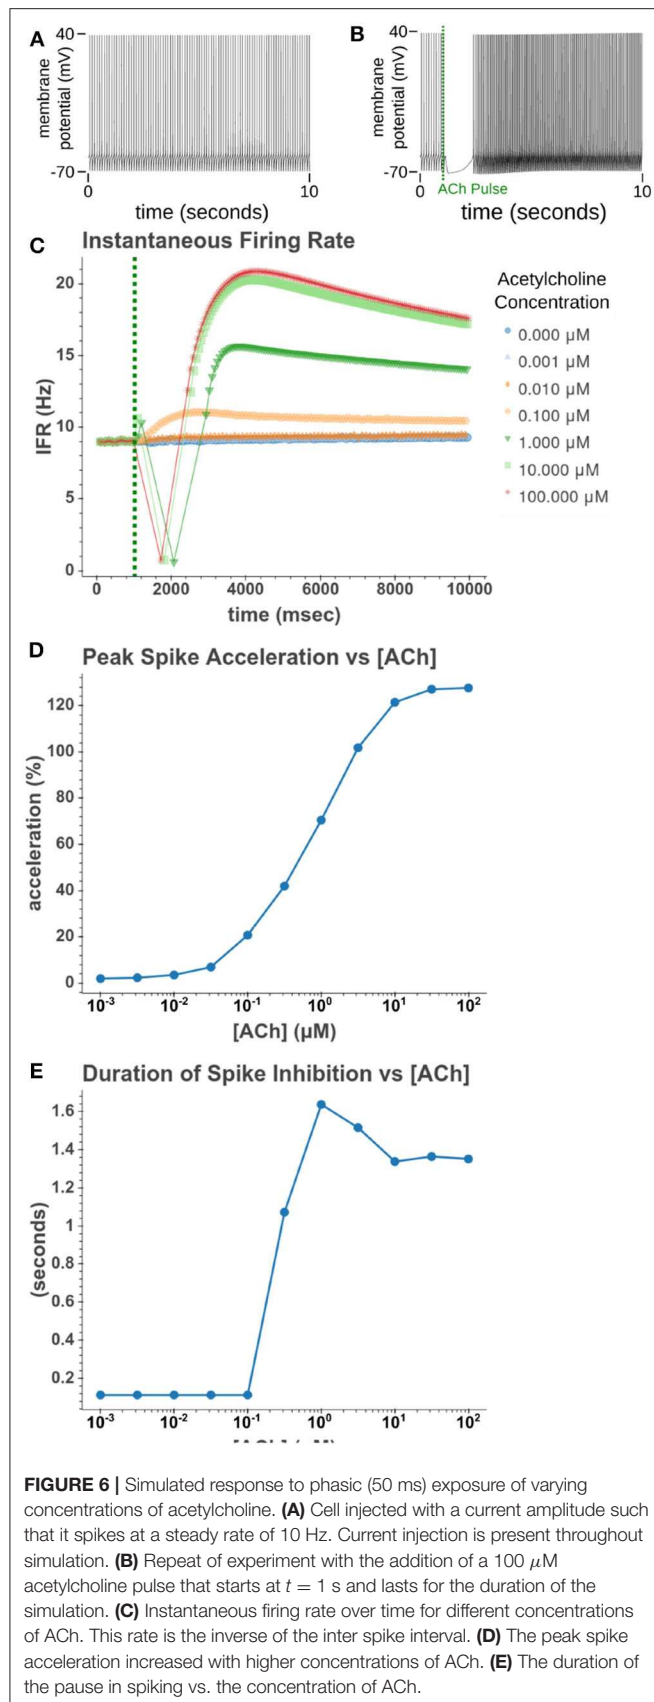 A
40
membrane
potential (mV)
-70
0
10
time (seconds)
B
40
membrane
potential (mV)
-70
0
ACh Pulse
10
time (seconds)
C
Instantaneous Firing Rate
20
15
10
5
0
IFR (Hz)
0
2000
4000
6000
8000
10000
time (msec)
Acetylcholine
Concentration
0.000 µM
0.001 µM
0.010 µM
0.100 µM
1.000 µM
10.000 µM
100.000 µM
D
Peak Spike Acceleration vs [ACh]
120
100
80
60
40
20
0
acceleration (%)
10⁻³
10⁻²
10⁻¹
10⁰
10¹
10²
[ACh] (µM)
E
Duration of Spike Inhibition vs [ACh]
1.6
1.4
1.2
1
0.8
0.6
0.4
0.2
(seconds)
10⁻³
10⁻²
10⁻¹
10⁰
10¹
10²
FIGURE 6 | Simulated response to phasic (50 ms) exposure of varying
concentrations of acetylcholine. (A) Cell injected with a current amplitude such
that it spikes at a steady rate of 10 Hz. Current injection is present throughout
simulation. (B) Repeat of experiment with the addition of a 100 µM
acetylcholine pulse that starts at t = 1 s and lasts for the duration of the
simulation. (C) Instantaneous firing rate over time for different concentrations
of ACh. This rate is the inverse of the inter spike interval. (D) The peak spike
acceleration increased with higher concentrations of ACh. (E) The duration of
the pause in spiking vs. the concentration of ACh.